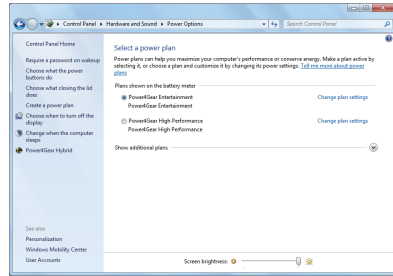 Control Panel ▸ Hardware and Sound ▸ Power Options
Search Control Panel
Control Panel Home
Require a password on wakeup
Choose what the power
buttons do
Choose what closing the lid
does
Create a power plan
Choose when to turn off the
display
Change when the computer
sleeps
Power4Gear Hybrid
See also
Personalization
Windows Mobility Center
User Accounts
Select a power plan
Power plans can help you maximize your computer's performance or conserve energy. Make a plan active by
selecting it, or choose a plan and customize it by changing its power settings. Tell me more about power
plans
Plans shown on the battery meter
Power4Gear Entertainment Change plan settings
Power4Gear Entertainment
Power4Gear High Performance Change plan settings
Power4Gear High Performance
Show additional plans
Screen brightness: